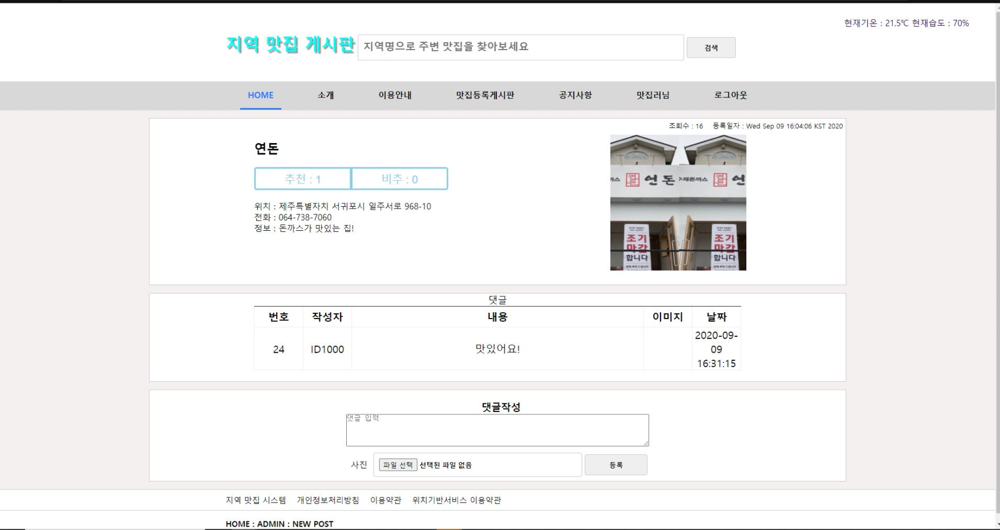 현재기온 : 21.5℃ 현재습도 : 70%
지역 맛집 게시판 지역명으로 주변 맛집을 찾아보세요 검색
HOME 소개 이용안내 맛집등록게시판 공지사항 맛집러님 로그아웃
조회수 : 16 등록일자 : Wed Sep 09 16:04:06 KST 2020
연돈
추천 : 1 비추 : 0
위치 : 제주특별자치 서귀포시 일주서로 968-10
전화 : 064-738-7060
정보 : 돈까스가 맛있는 집!
까스 연돈 수제돈까스 연
조기 조기
마감 마감
합니다 합니다
댓글
번호 작성자 내용 이미지 날짜
24 ID1000 맛있어요! 2020-09-
09
16:31:15
댓글작성
댓글 입력
사진 파일 선택 선택된 파일 없음 등록
지역 맛집 시스템 개인정보처리방침 이용약관 위치기반서비스 이용약관
HOME : ADMIN : NEW POST